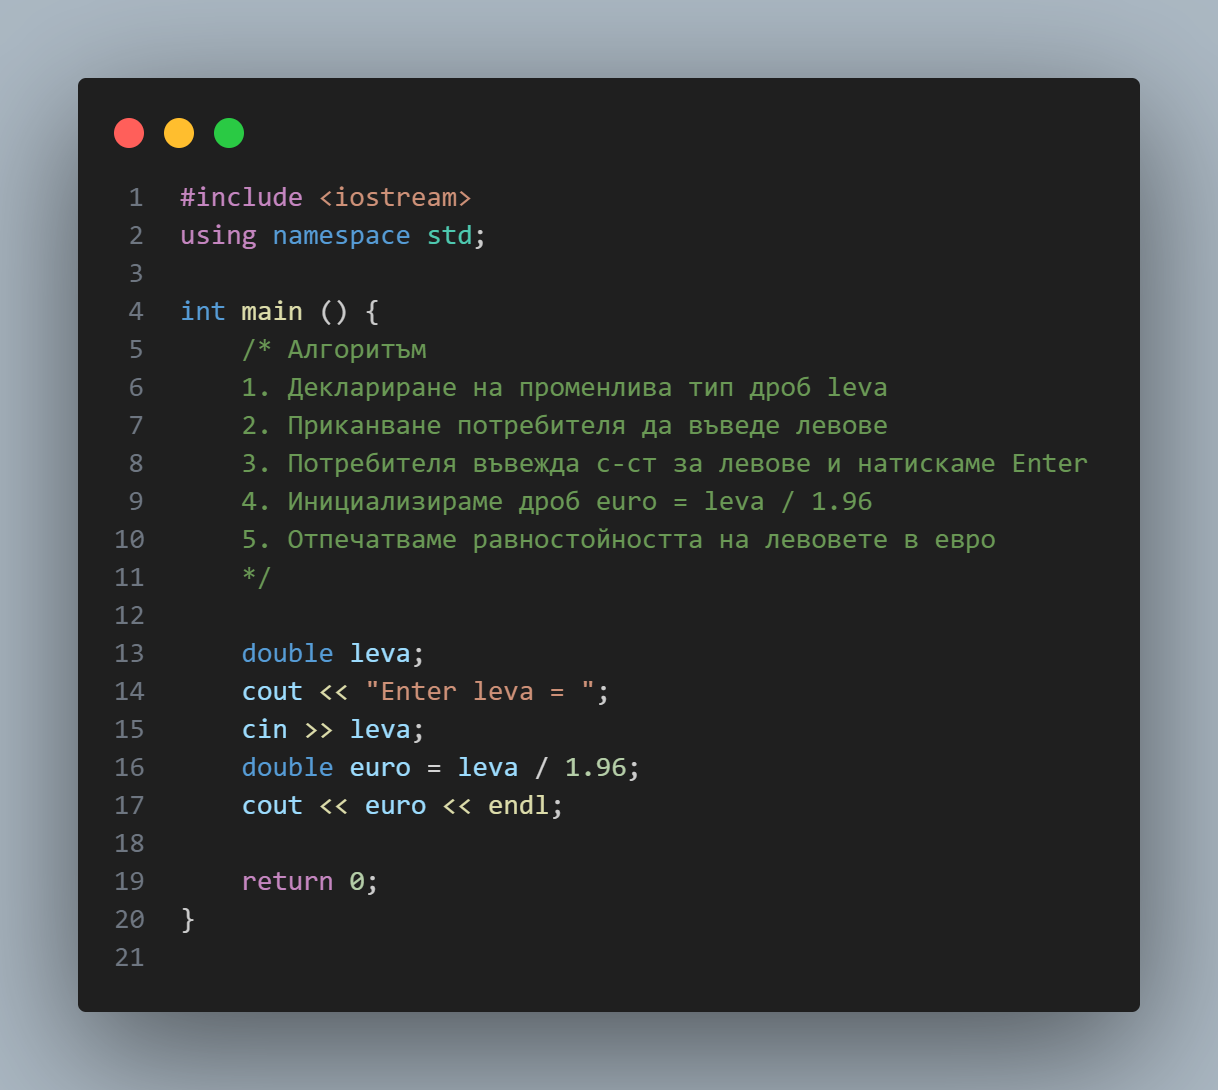 1 #include <iostream>
2 using namespace std;
3
4 int main () {
5 /* Алгоритъм
6 1. Деклариране на променлива тип дроб leva
7 2. Приканване потребителя да въведе левове
8 3. Потребителя въвежда с-ст за левове и натискаме Enter
9 4. Инициализираме дроб euro = leva / 1.96
10 5. Отпечатваме равностойността на левовете в евро
11 */
12
13 double leva;
14 cout << "Enter leva = ";
15 cin >> leva;
16 double euro = leva / 1.96;
17 cout << euro << endl;
18
19 return 0;
20 }
21